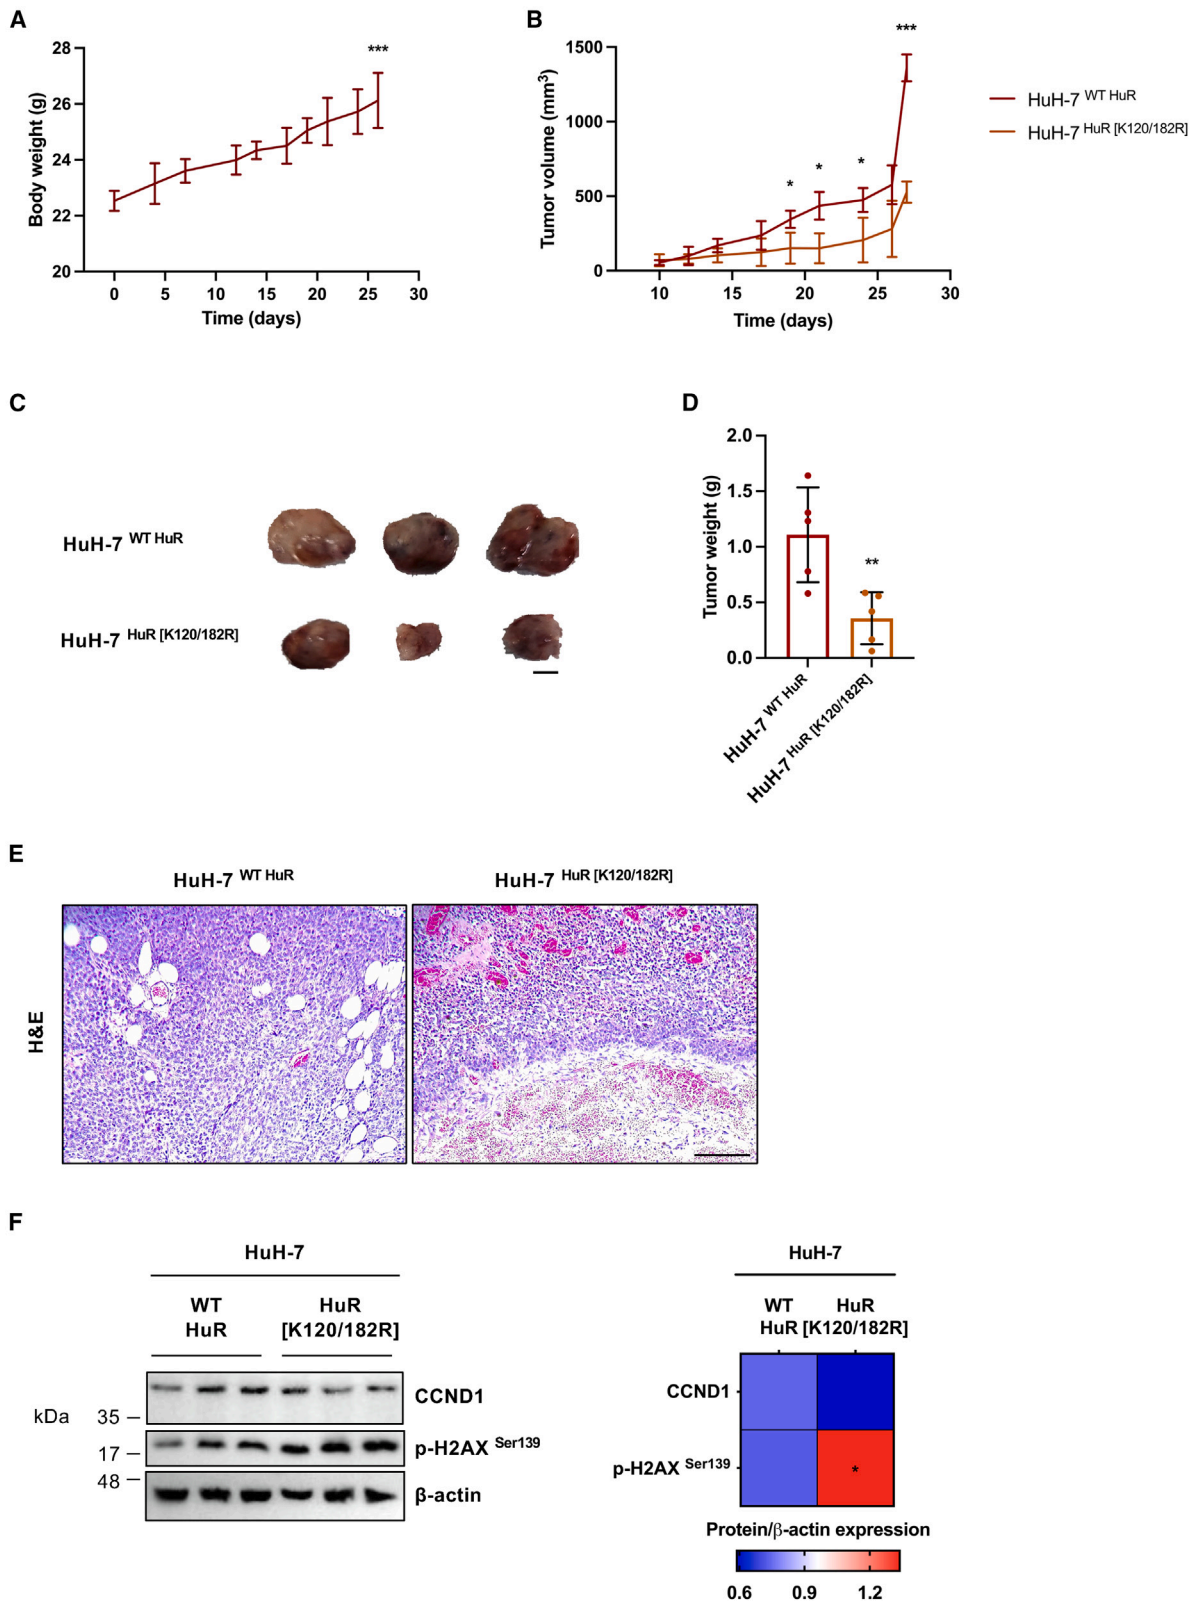 A
28
26
24
22
20
Body weight (g)
***
0 5 10 15 20 25 30
Time (days)
B
1500
1000
500
0
Tumor volume (mm3)
* * * ***
10 15 20 25 30
Time (days)
HuH-7 WT HuR
HuH-7 HuR [K120/182R]
C
HuH-7 WT HuR
HuH-7 HuR [K120/182R]
D
2.0
1.5
1.0
0.5
0.0
Tumor weight (g)
**
HuH-7 WT HuR
HuH-7 HuR [K120/182R]
E
HuH-7 WT HuR
HuH-7 HuR [K120/182R]
H&E
F
HuH-7
WT
HuR
HuR
[K120/182R]
kDa
35
17
48
CCND1
p-H2AX Ser139
β-actin
HuH-7
WT
HuR
HuR
[K120/182R]
CCND1
p-H2AX Ser139
*
Protein/β-actin expression
0.6 0.9 1.2